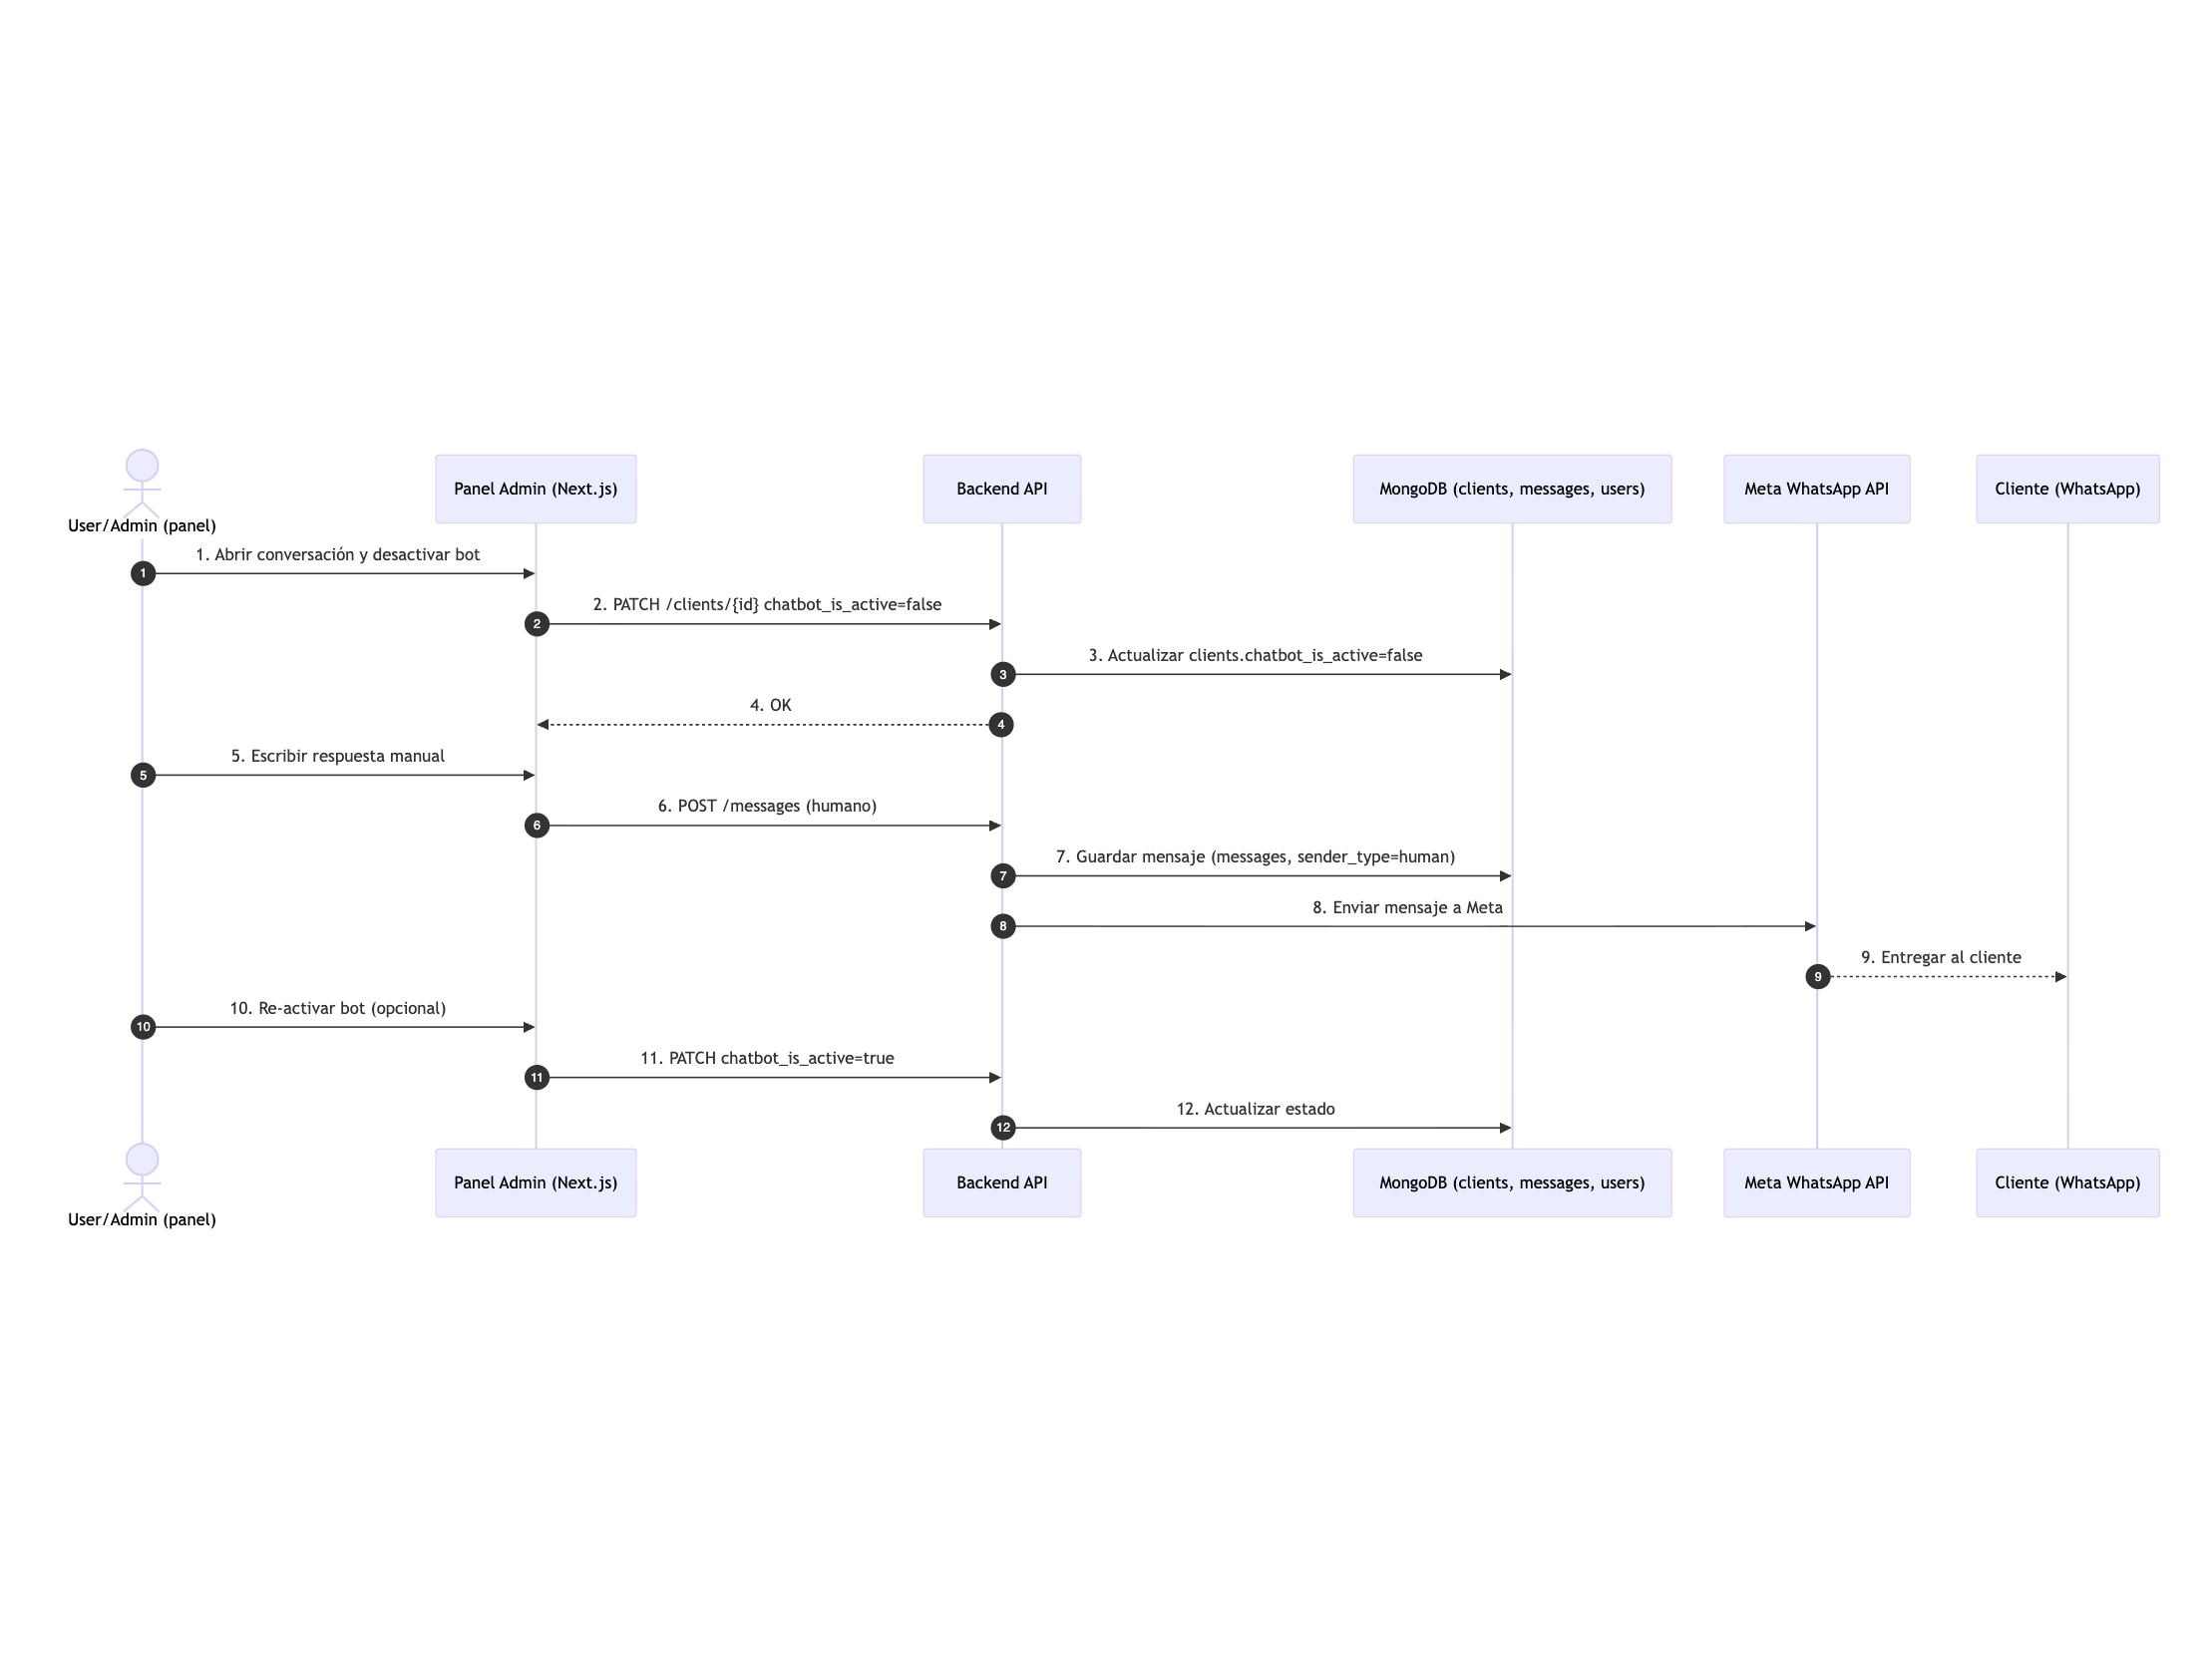 User/Admin (panel)
Panel Admin (Next.js)
Backend API
MongoDB (clients, messages, users)
Meta WhatsApp API
Cliente (WhatsApp)
1. Abrir conversación y desactivar bot
1
2. PATCH /clients/{id} chatbot_is_active=false
2
3. Actualizar clients.chatbot_is_active=false
3
4. OK
4
5. Escribir respuesta manual
5
6. POST /messages (humano)
6
7. Guardar mensaje (messages, sender_type=human)
7
8. Enviar mensaje a Meta
8
9. Entregar al cliente
9
10. Re-activar bot (opcional)
10
11. PATCH chatbot_is_active=true
11
12. Actualizar estado
12
User/Admin (panel)
Panel Admin (Next.js)
Backend API
MongoDB (clients, messages, users)
Meta WhatsApp API
Cliente (WhatsApp)